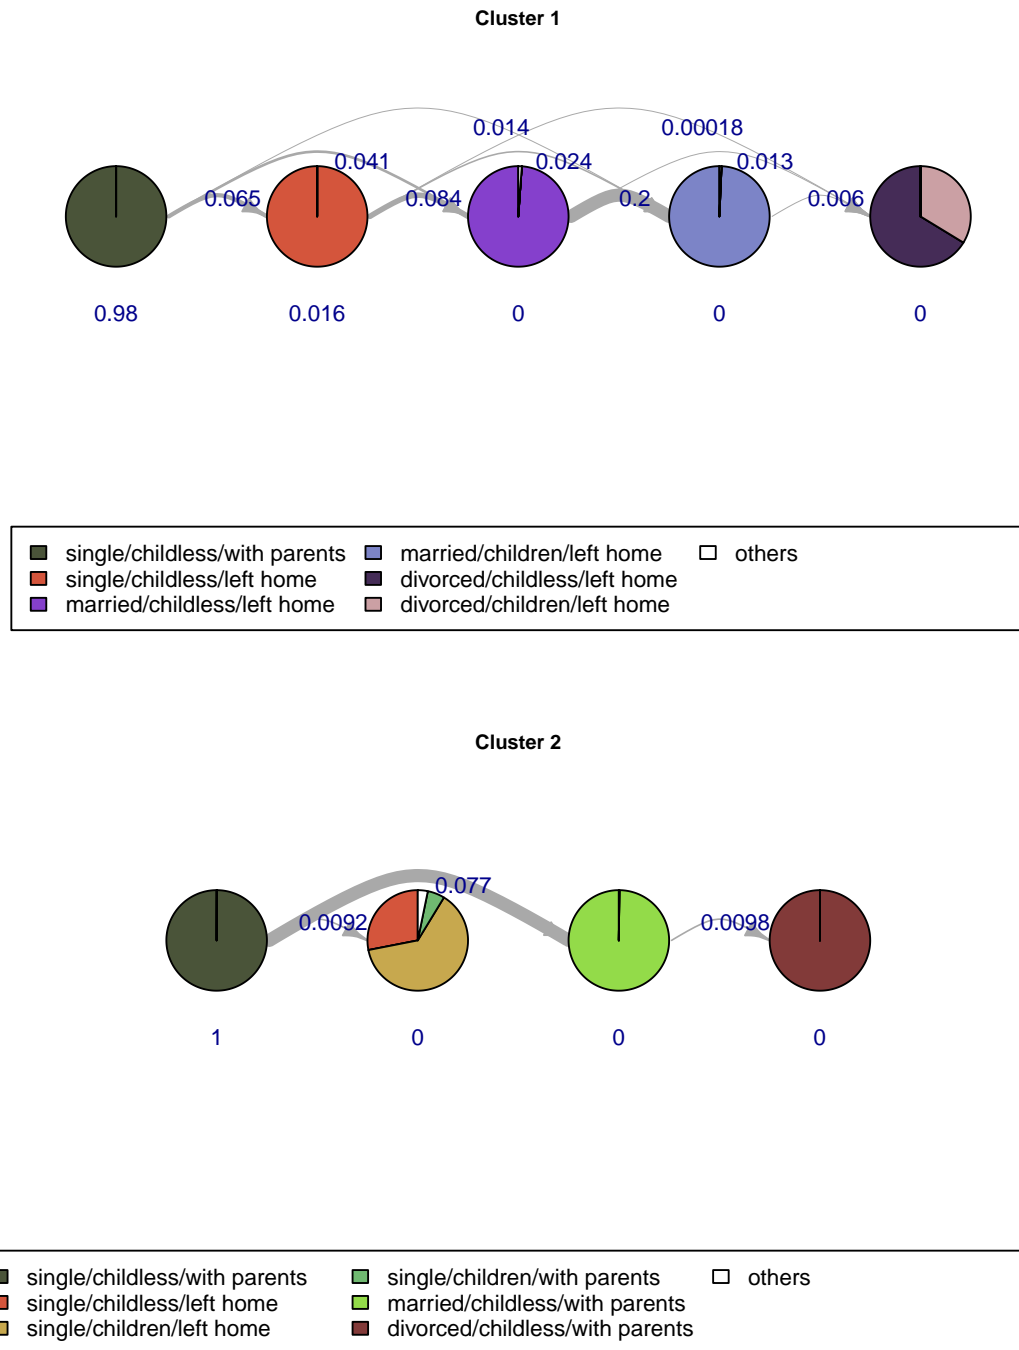 Cluster 1
0.014 0.00018
0.041 0.024 0.013
0.065 0.084 0.2 0.006
0.98 0.016 0 0 0
single/childless/with parents married/children/left home others
single/childless/left home divorced/childless/left home
married/childless/left home divorced/children/left home
Cluster 2
0.077
0.0092 0.0098
1 0 0 0
single/childless/with parents single/children/with parents others
single/childless/left home married/childless/with parents
single/children/left home divorced/childless/with parents